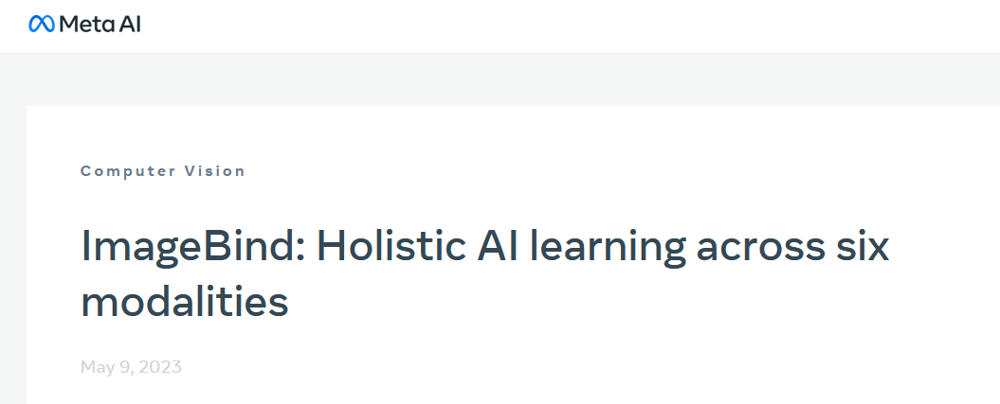 Meta AI
Computer Vision
ImageBind: Holistic AI learning across six
modalities
May 9, 2023